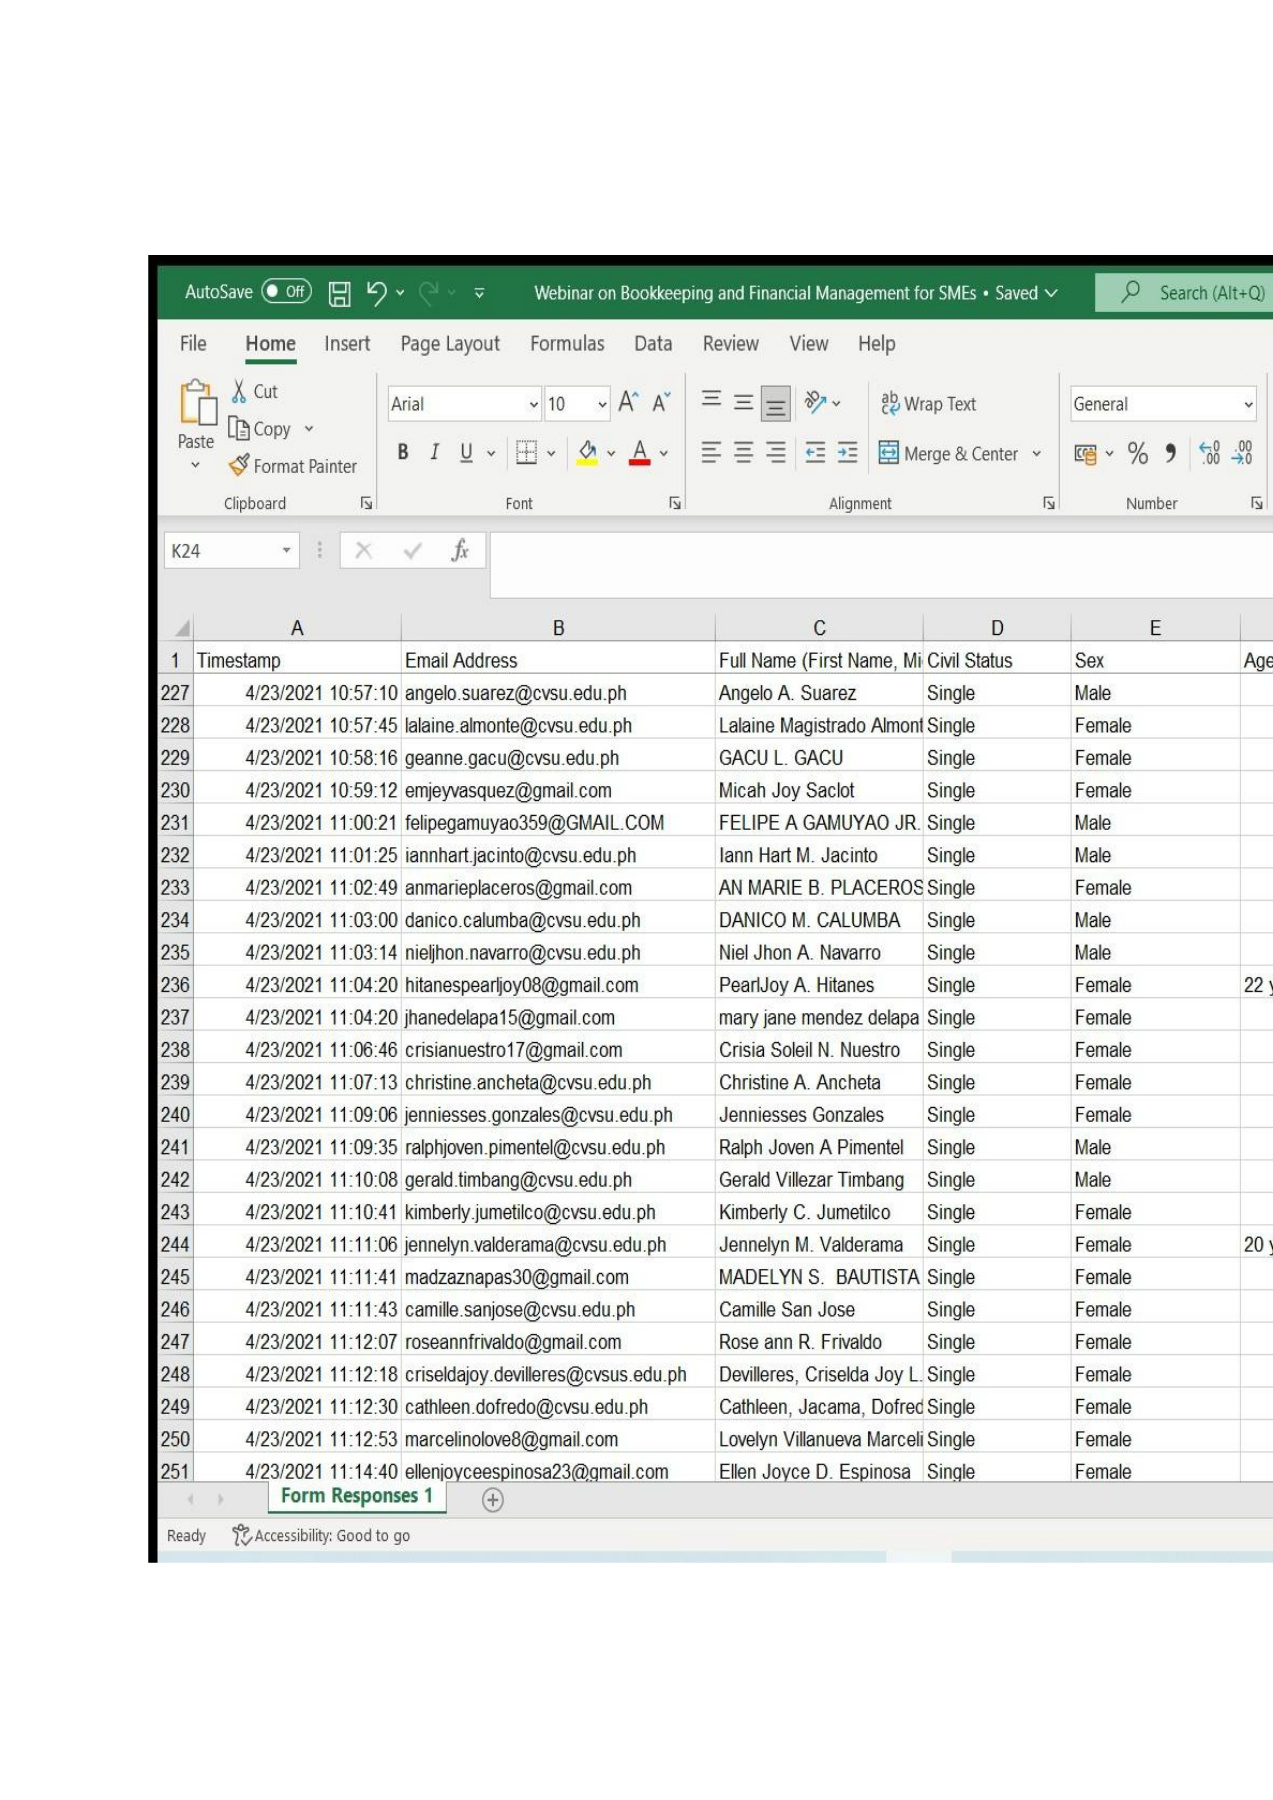 AutoSave Off Webinar on Bookkeeping and Financial Management for SMEs • Saved Search (Alt+Q)
File Home Insert Page Layout Formulas Data Review View Help
Paste Cut Copy Format Painter
Arial 10 A A Wrap Text General
B I U A Merge & Center % 9 .00 .00 .0
Clipboard Font Alignment Number
K24 fx
A B C D E
1 Timestamp Email Address Full Name (First Name, Mi Civil Status Sex Age
227 4/23/2021 10:57:10 angelo.suarez@cvsu.edu.ph Angelo A. Suarez Single Male
228 4/23/2021 10:57:45 lalaine.almonte@cvsu.edu.ph Lalaine Magistrado Almont Single Female
229 4/23/2021 10:58:16 geanne.gacu@cvsu.edu.ph GACU L. GACU Single Female
230 4/23/2021 10:59:12 emjeyvasquez@gmail.com Micah Joy Saclot Single Female
231 4/23/2021 11:00:21 felipegamuyao359@GMAIL.COM FELIPE A GAMUYAO JR. Single Male
232 4/23/2021 11:01:25 iannhart.jacinto@cvsu.edu.ph Iann Hart M. Jacinto Single Male
233 4/23/2021 11:02:49 anmarieplaceros@gmail.com AN MARIE B. PLACEROS Single Female
234 4/23/2021 11:03:00 danico.calumba@cvsu.edu.ph DANICO M. CALUMBA Single Male
235 4/23/2021 11:03:14 nieljhon.navarro@cvsu.edu.ph Niel Jhon A. Navarro Single Male
236 4/23/2021 11:04:20 hitanespearljoy08@gmail.com PearlJoy A. Hitanes Single Female 22 y
237 4/23/2021 11:04:20 jhanedelapa15@gmail.com mary jane mendez delapa Single Female
238 4/23/2021 11:06:46 crisianuestro17@gmail.com Crisia Soleil N. Nuestro Single Female
239 4/23/2021 11:07:13 christine.ancheta@cvsu.edu.ph Christine A. Ancheta Single Female
240 4/23/2021 11:09:06 jenniesses.gonzales@cvsu.edu.ph Jenniesses Gonzales Single Female
241 4/23/2021 11:09:35 ralphjoven.pimentel@cvsu.edu.ph Ralph Joven A Pimentel Single Male
242 4/23/2021 11:10:08 gerald.timbang@cvsu.edu.ph Gerald Villezar Timbang Single Male
243 4/23/2021 11:10:41 kimberly.jumetilco@cvsu.edu.ph Kimberly C. Jumetilco Single Female
244 4/23/2021 11:11:06 jennelyn.valderama@cvsu.edu.ph Jennelyn M. Valderama Single Female 20 y
245 4/23/2021 11:11:41 madzaznapas30@gmail.com MADELYN S. BAUTISTA Single Female
246 4/23/2021 11:11:43 camille.sanjose@cvsu.edu.ph Camille San Jose Single Female
247 4/23/2021 11:12:07 roseannfrivaldo@gmail.com Rose ann R. Frivaldo Single Female
248 4/23/2021 11:12:18 criseldajoy.devilleres@cvsus.edu.ph Devilleres, Criselda Joy L. Single Female
249 4/23/2021 11:12:30 cathleen.dofredo@cvsu.edu.ph Cathleen, Jacama, Dofred Single Female
250 4/23/2021 11:12:53 marcelinolove8@gmail.com Lovelyn Villanueva Marceli Single Female
251 4/23/2021 11:14:40 ellenjoyceespinosa23@gmail.com Ellen Joyce D. Espinosa Single Female
Form Responses 1
Ready Accessibility: Good to go